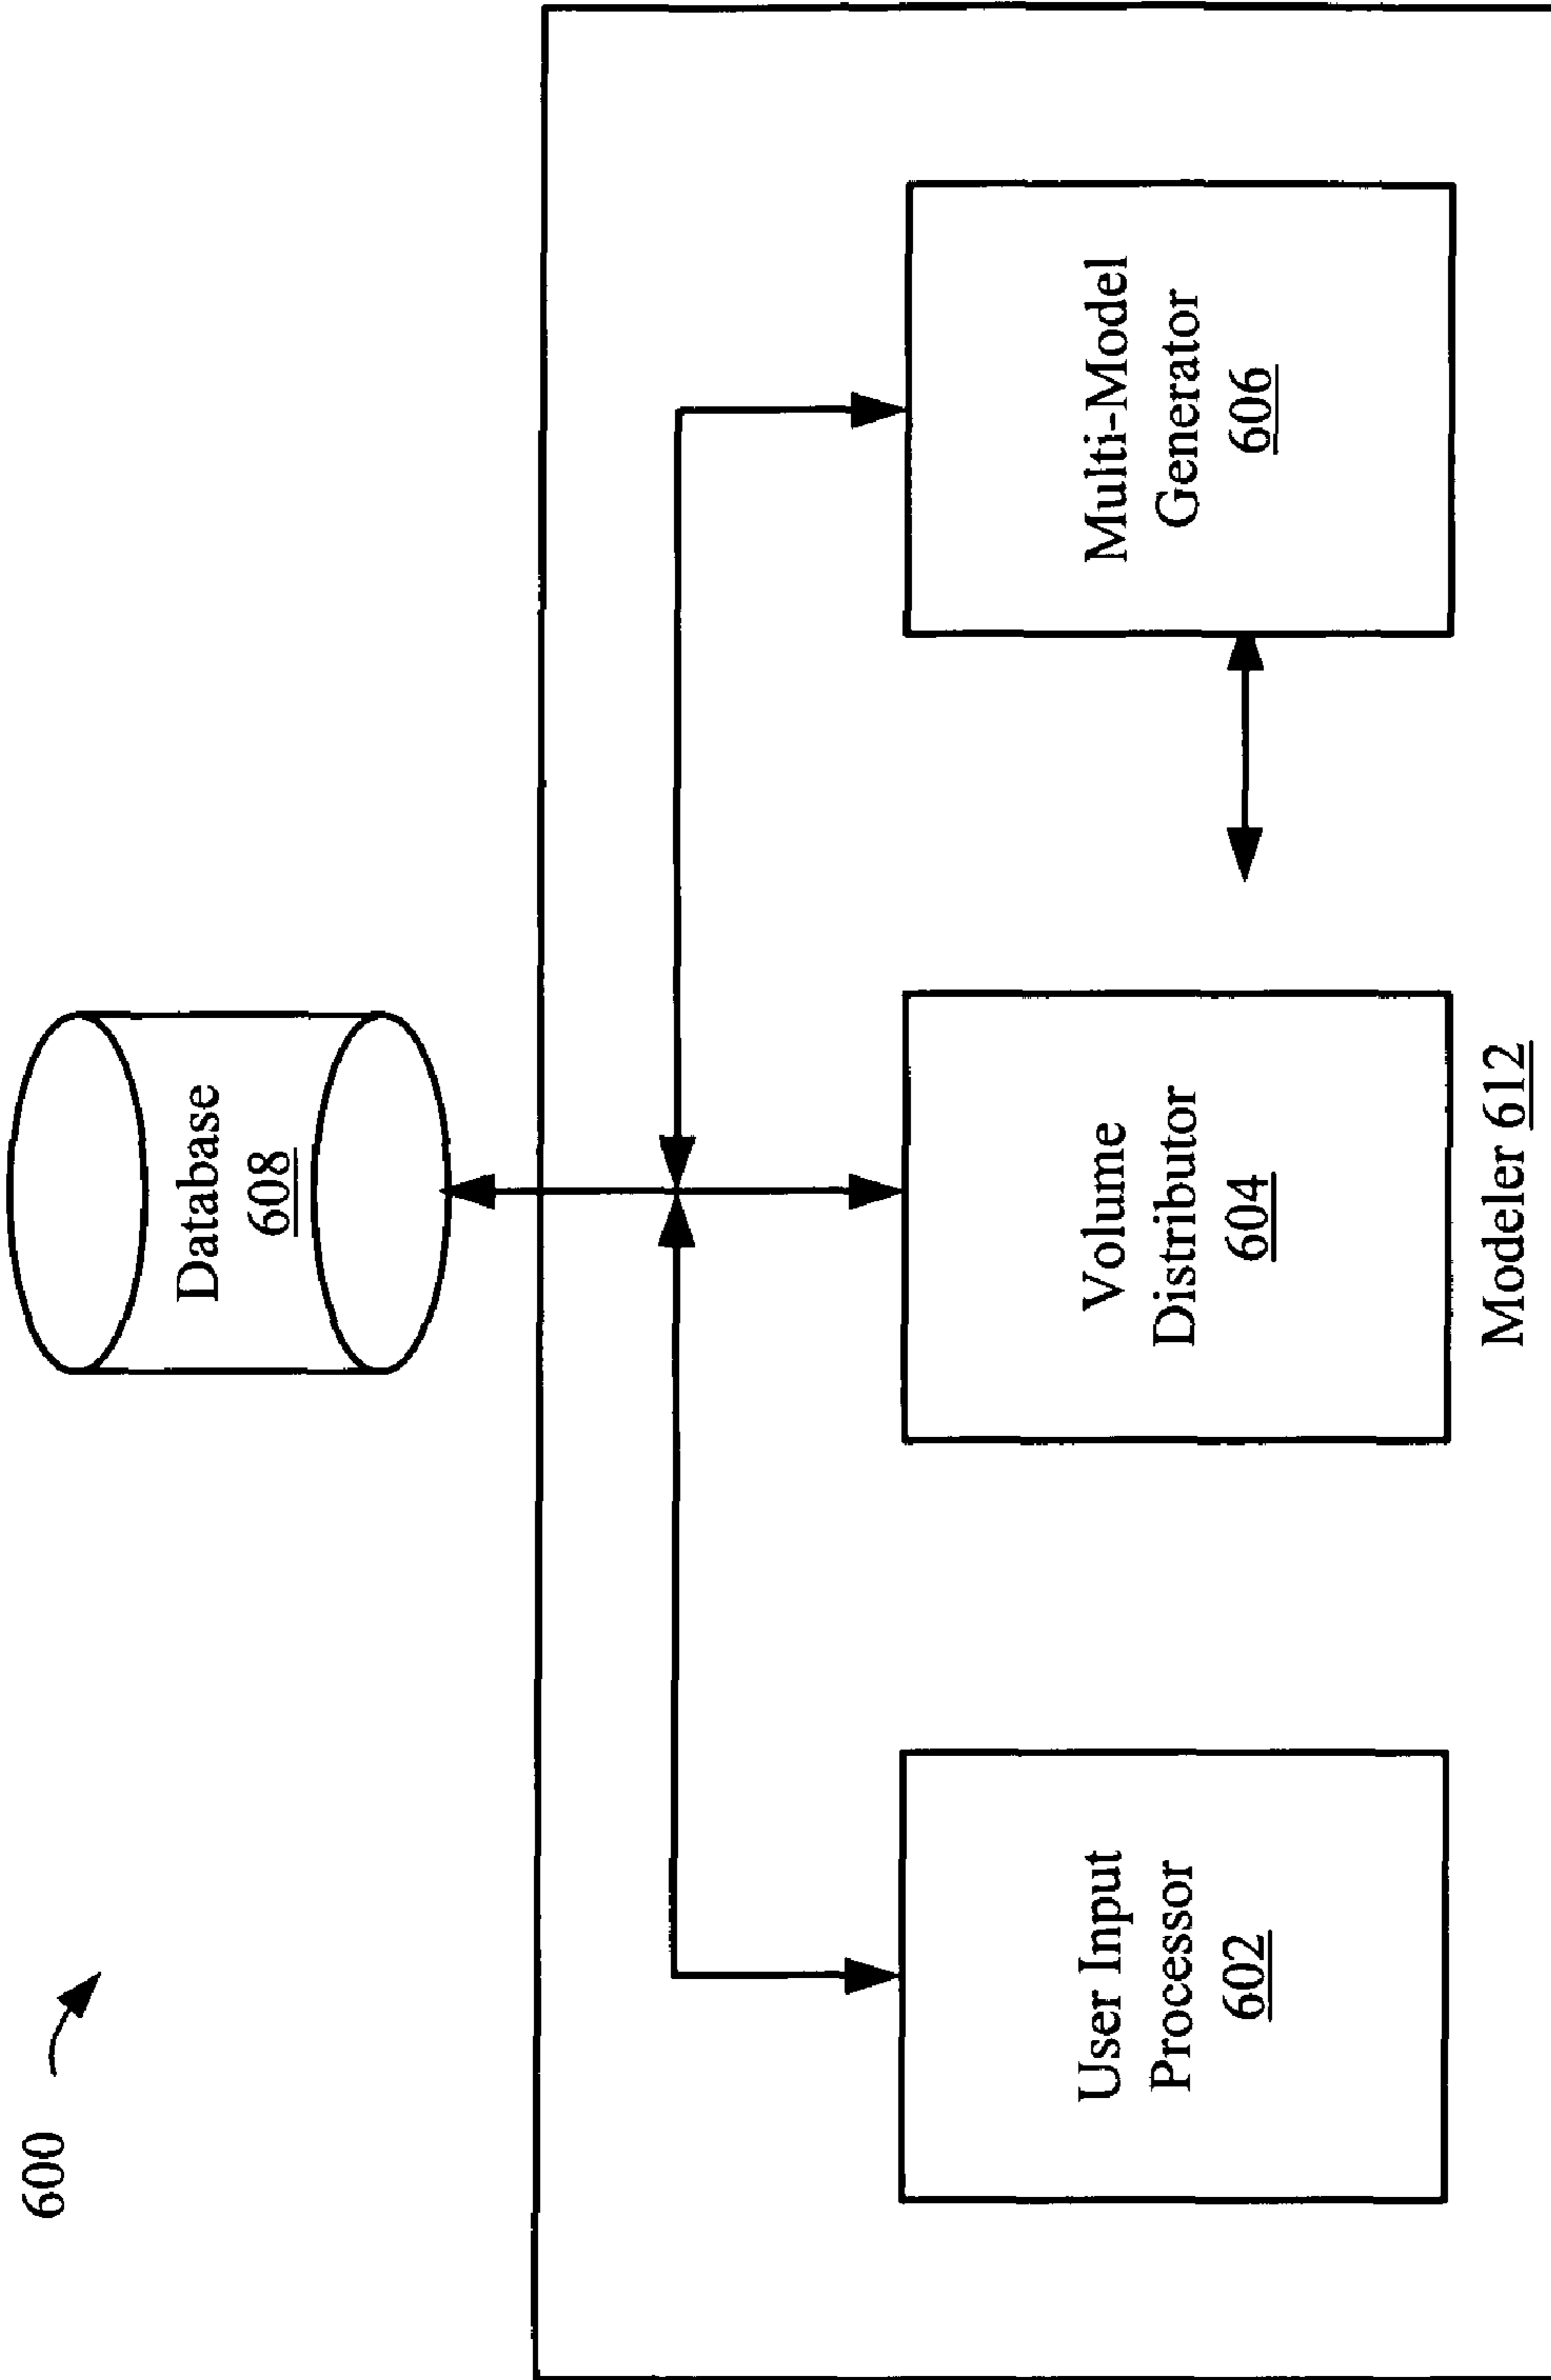 600
Database
608
User Input
Processor
602
Volume
Distributor
604
Multi-Model
Generator
606
Modeler 612